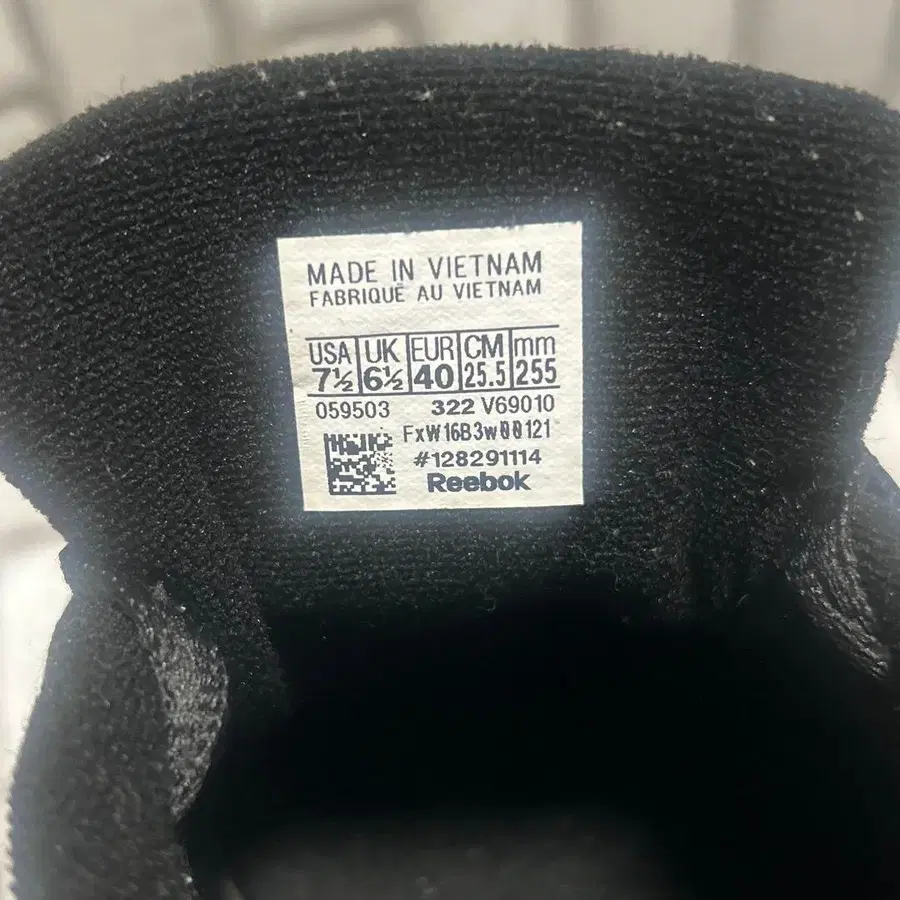 MADE IN VIETNAM
FABRIQUÉ AU VIETNAM
USA UK EUR CM mm
7½ 6½ 40 25.5 255
059503 322 V69010
#128291114
Reebok